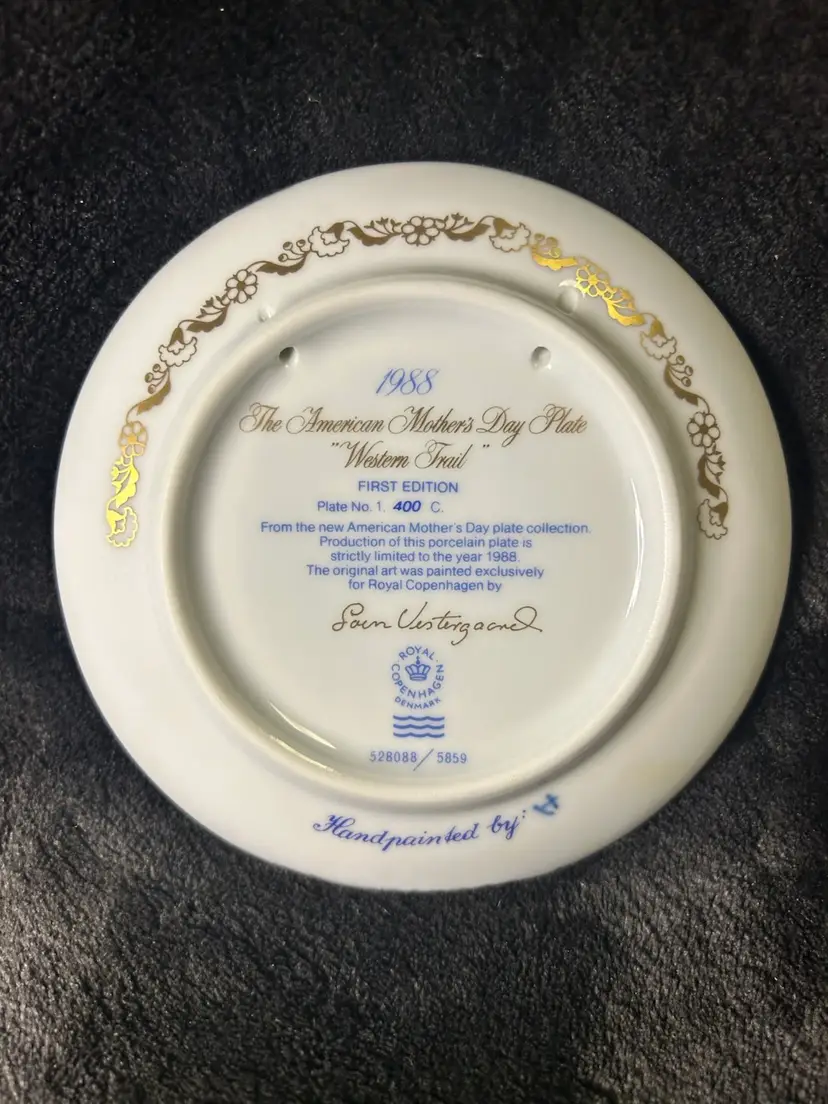 1988
The American Mother's Day Plate
"Western Trail"
FIRST EDITION
Plate No. 1. 400 C.
From the new American Mother's Day plate collection.
Production of this porcelain plate is
strictly limited to the year 1988.
The original art was painted exclusively
for Royal Copenhagen by
Sven Vestergaard
ROYAL COPENHAGEN
DENMARK
528088/5859
Handpainted by: